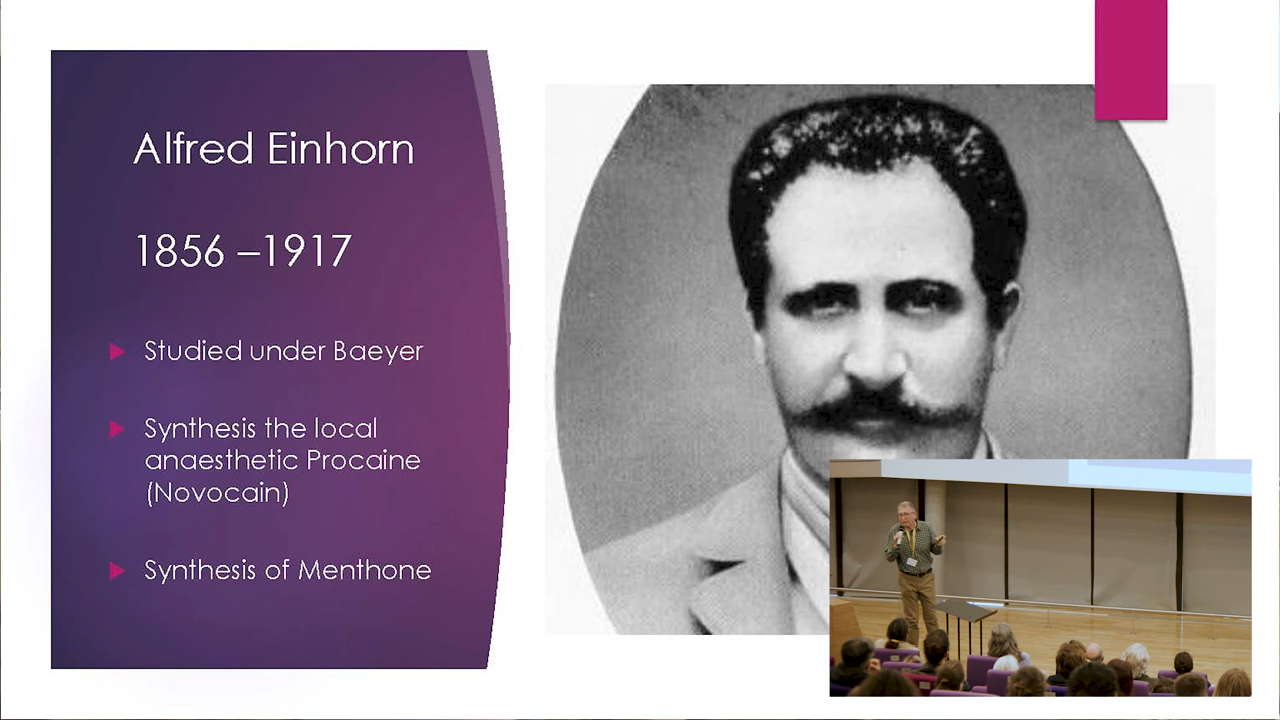 Alfred Einhorn
1856 –1917
Studied under Baeyer
Synthesis the local
anaesthetic Procaine
(Novocain)
Synthesis of Menthone